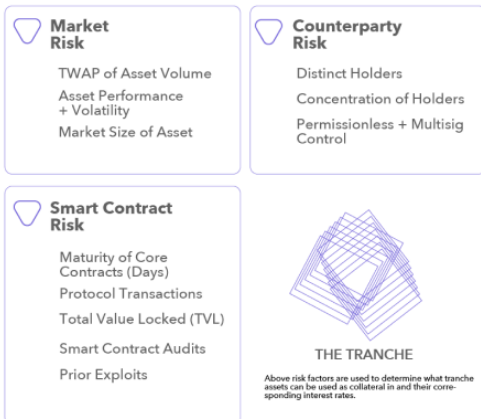 Market
Risk
TWAP of Asset Volume
Asset Performance
+ Volatility
Market Size of Asset
Counterparty
Risk
Distinct Holders
Concentration of Holders
Permissionless + Multisig
Control
Smart Contract
Risk
Maturity of Core
Contracts (Days)
Protocol Transactions
Total Value Locked (TVL)
Smart Contract Audits
Prior Exploits
THE TRANCHE
Above risk factors are used to determine what tranche
assets can be used as collateral in and their corre-
sponding interest rates.